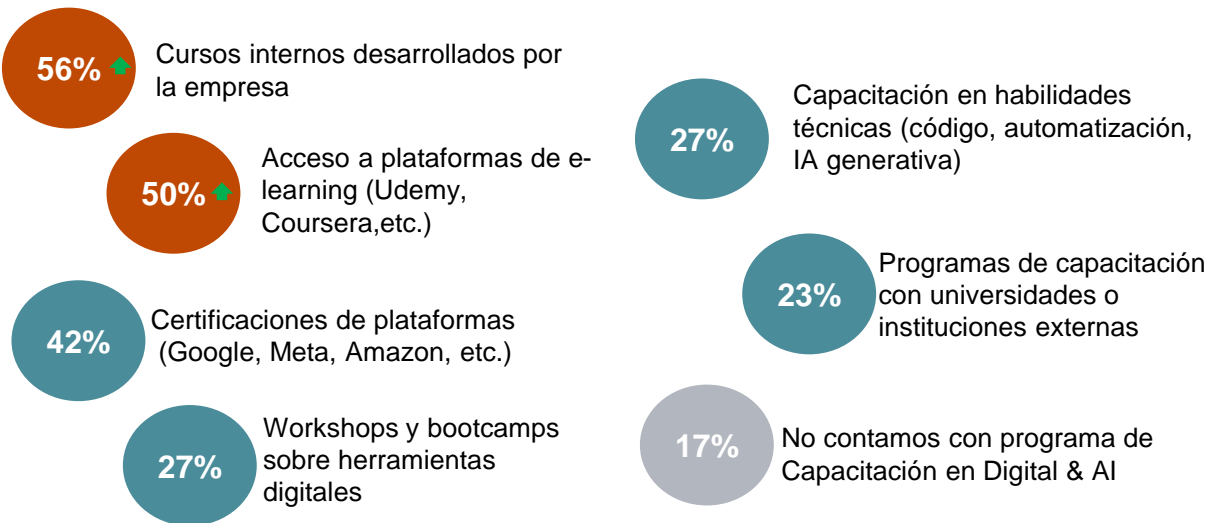 56%
Cursos internos desarrollados por
la empresa
50%
Acceso a plataformas de e-
learning (Udemy,
Coursera,etc.)
42%
Certificaciones de plataformas
(Google, Meta, Amazon, etc.)
27%
Workshops y bootcamps
sobre herramientas
digitales
27%
Capacitación en habilidades
técnicas (código, automatización,
IA generativa)
23%
Programas de capacitación
con universidades o
instituciones externas
17%
No contamos con programa de
Capacitación en Digital & AI